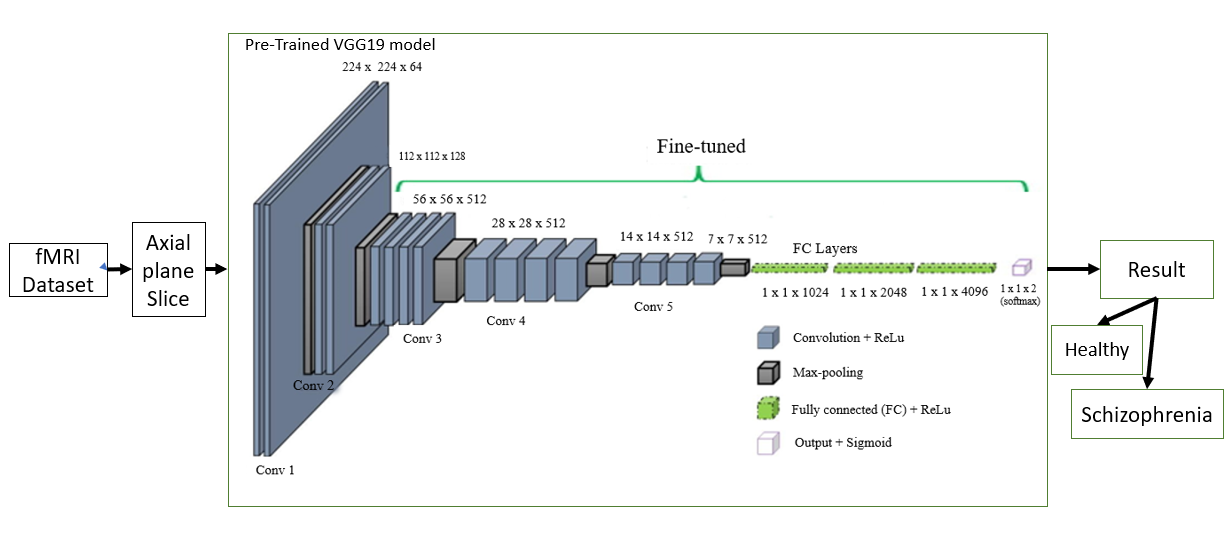 Pre-Trained VGG19 model
224 x 224 x 64
Fine-tuned
112 x 112 x 128
56 x 56 x 512
28 x 28 x 512
14 x 14 x 512
7 x 7 x 512
FC Layers
fMRI
Dataset
Axial
plane
Slice
1 x 1 x 1024
1 x 1 x 2048
1 x 1 x 4096
1 x 1 x 2
(softmax)
Conv 1
Conv 2
Conv 3
Conv 4
Conv 5
Convolution + ReLu
Max-pooling
Fully connected (FC) + ReLu
Output + Sigmoid
Result
Healthy
Schizophrenia